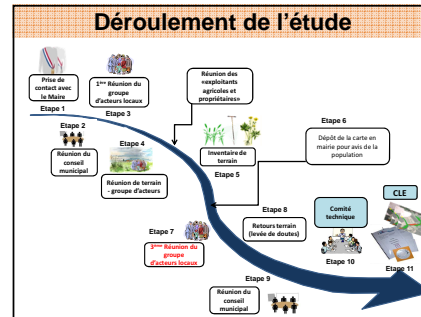 Déroulement de l'étude
Prise de
contact avec
le Maire
Etape 1
1ère Réunion du
groupe
d'acteurs locaux
Etape 3
Réunion des
«exploitants
agricoles et
propriétaires»
Etape 2
Réunion du
conseil
municipal
Etape 4
Réunion de terrain
- groupe d'acteurs
Inventaire de
terrain
Etape 5
Etape 6
Dépôt de la carte en
mairie pour avis de la
population
Etape 7
3ème Réunion du
groupe
d'acteurs locaux
Etape 8
Retours terrain
(levée de doutes)
Etape 9
Réunion du
conseil
municipal
Comité
technique
Etape 10
CLE
Etape 11